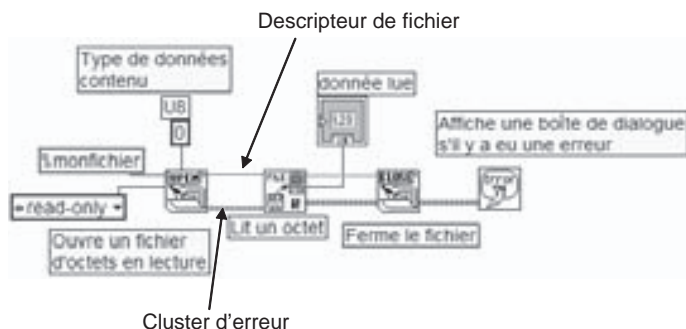 Descripteur de fichier
Type de données
contenu
U8
0
donnée lue
123
Affiche une boîte de dialogue
s'il y a eu une erreur
monfichier
read-only
Ouvre un fichier
d'octets en lecture
Lit un octet
Ferme le fichier
Cluster d'erreur